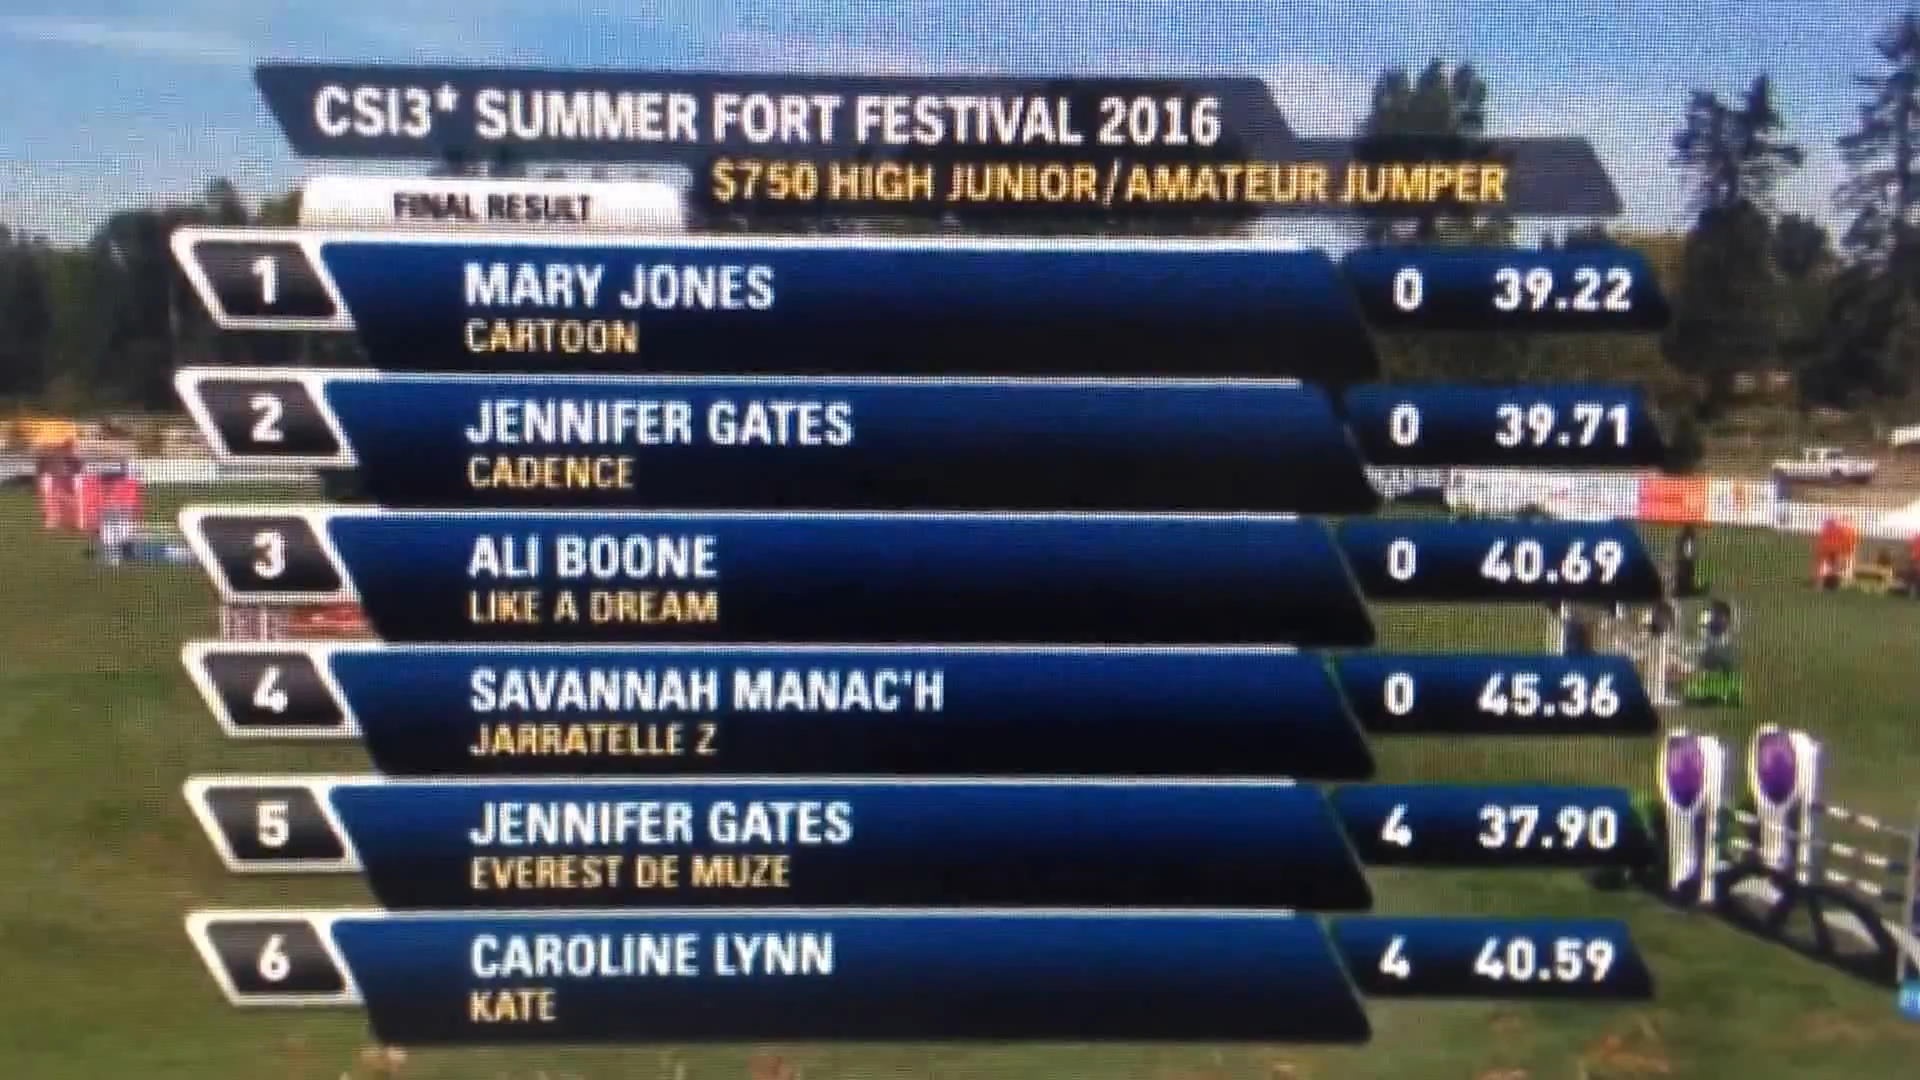 CSI3* SUMMER FORT FESTIVAL 2016
$750 HIGH JUNIOR/AMATEUR JUMPER
FINAL RESULT
1 MARY JONES 0 39.22
CARTOON
2 JENNIFER GATES 0 39.71
CADENCE
3 ALI BOONE 0 40.69
LIKE A DREAM
4 SAVANNAH MANAC'H 0 45.36
JARRATELLE Z
5 JENNIFER GATES 4 37.90
EVEREST DE MUZE
6 CAROLINE LYNN 4 40.59
KATE